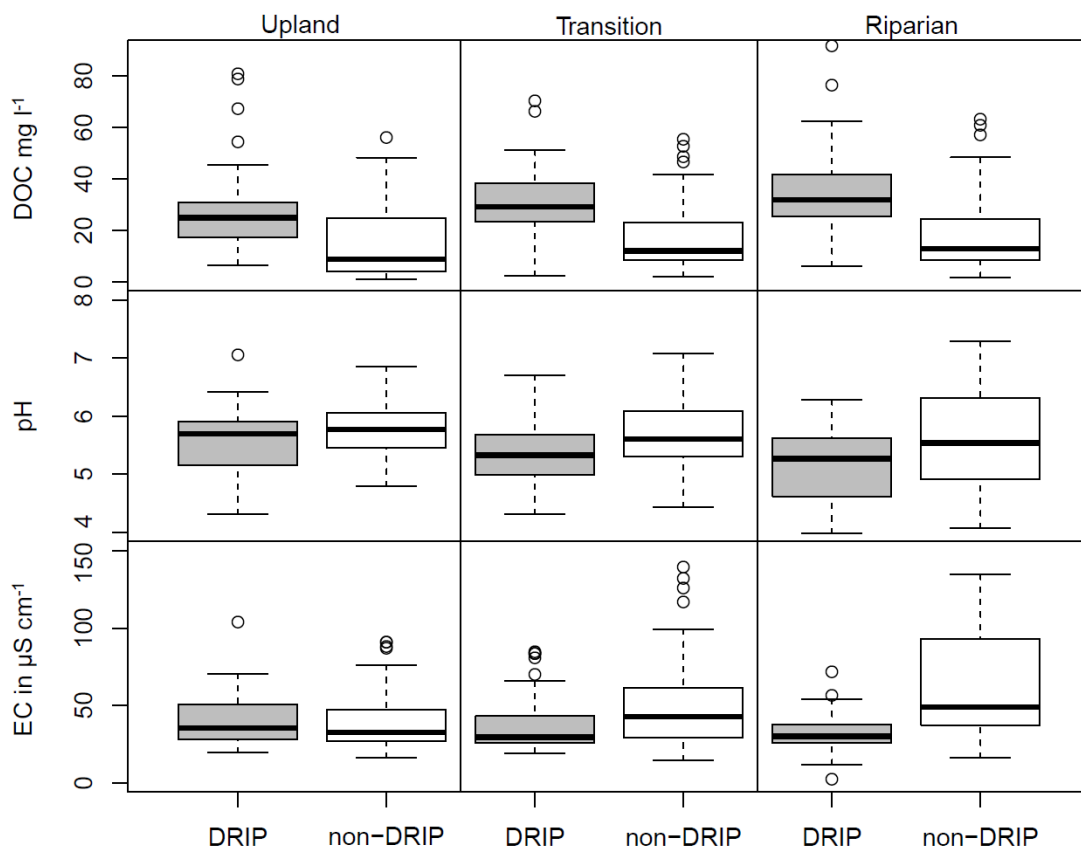 Upland Transition Riparian
DOC mg l⁻¹
80
60
40
20
0
pH
8
7
6
5
4
EC in µS cm⁻¹
150
100
50
0
DRIP non−DRIP DRIP non−DRIP DRIP non−DRIP